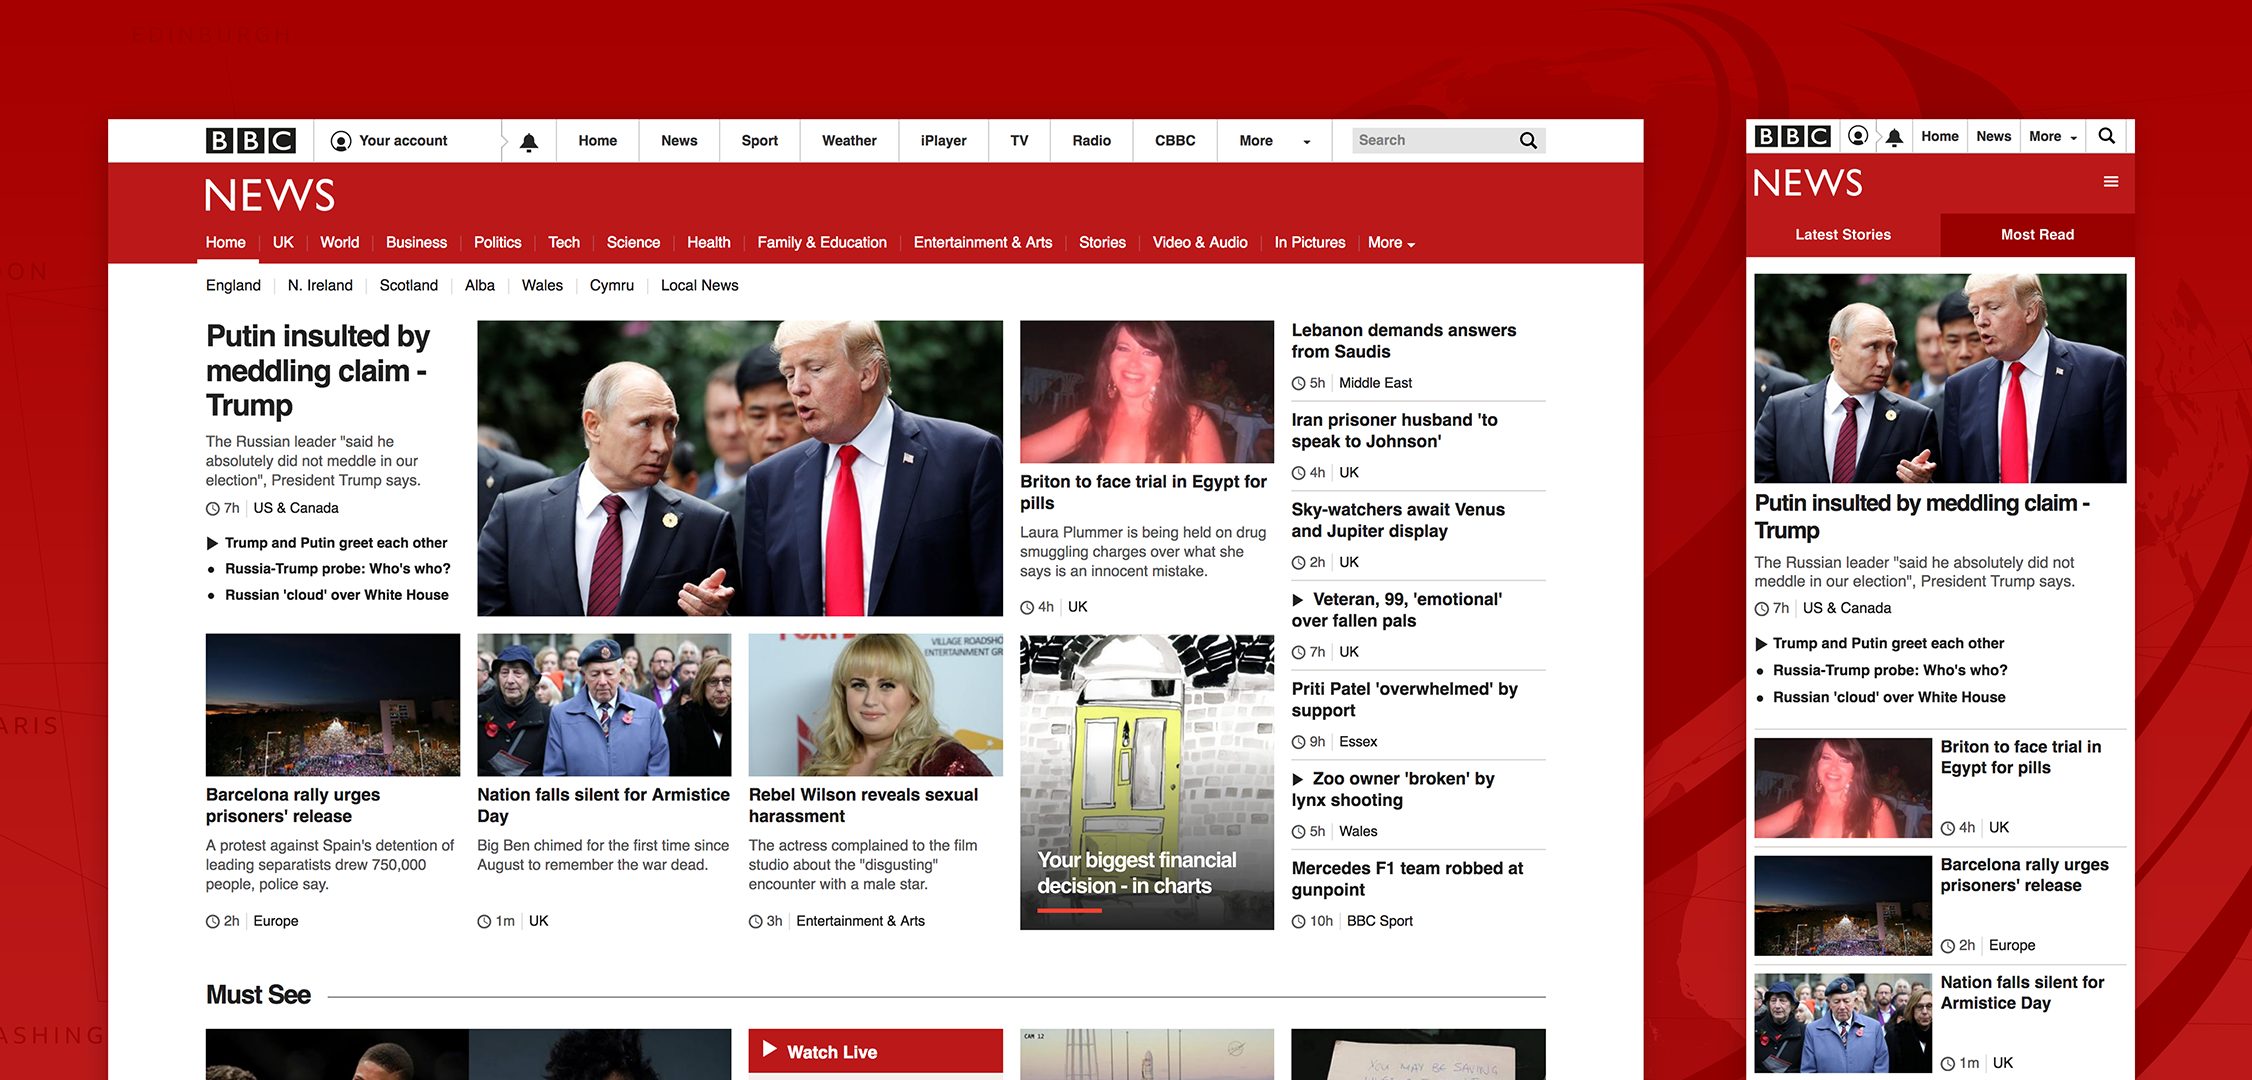 EDINBURGH
BBC
Your account
Home
News
Sport
Weather
iPlayer
TV
Radio
CBBC
More
Search
NEWS
Home
UK
World
Business
Politics
Tech
Science
Health
Family & Education
Entertainment & Arts
Stories
Video & Audio
In Pictures
More
England
N. Ireland
Scotland
Alba
Wales
Cymru
Local News
Putin insulted by
meddling claim -
Trump
The Russian leader "said he
absolutely did not meddle in our
election", President Trump says.
7h
US & Canada
Trump and Putin greet each other
Russia-Trump probe: Who's who?
Russian 'cloud' over White House
Briton to face trial in Egypt for
pills
Laura Plummer is being held on drug
smuggling charges over what she
says is an innocent mistake.
4h
UK
Barcelona rally urges
prisoners' release
A protest against Spain's detention of
leading separatists drew 750,000
people, police say.
2h
Europe
Nation falls silent for Armistice
Day
Big Ben chimed for the first time since
August to remember the war dead.
1m
UK
VILLAGE ROADSHO
ENTERTAINMENT GR
Rebel Wilson reveals sexual
harassment
The actress complained to the film
studio about the "disgusting"
encounter with a male star.
3h
Entertainment & Arts
Your biggest financial
decision - in charts
Lebanon demands answers
from Saudis
5h
Middle East
Iran prisoner husband 'to
speak to Johnson'
4h
UK
Sky-watchers await Venus
and Jupiter display
2h
UK
Veteran, 99, 'emotional'
over fallen pals
7h
UK
Priti Patel 'overwhelmed' by
support
9h
Essex
Zoo owner 'broken' by
lynx shooting
5h
Wales
Mercedes F1 team robbed at
gunpoint
10h
BBC Sport
Must See
Watch Live
CAM 12
YOU MAY BE SAVING
BBC
Home
News
More
NEWS
Latest Stories
Most Read
Putin insulted by meddling claim -
Trump
The Russian leader "said he absolutely did not
meddle in our election", President Trump says.
7h
US & Canada
Trump and Putin greet each other
Russia-Trump probe: Who's who?
Russian 'cloud' over White House
Briton to face trial in
Egypt for pills
4h
UK
Barcelona rally urges
prisoners' release
2h
Europe
Nation falls silent for
Armistice Day
1m
UK